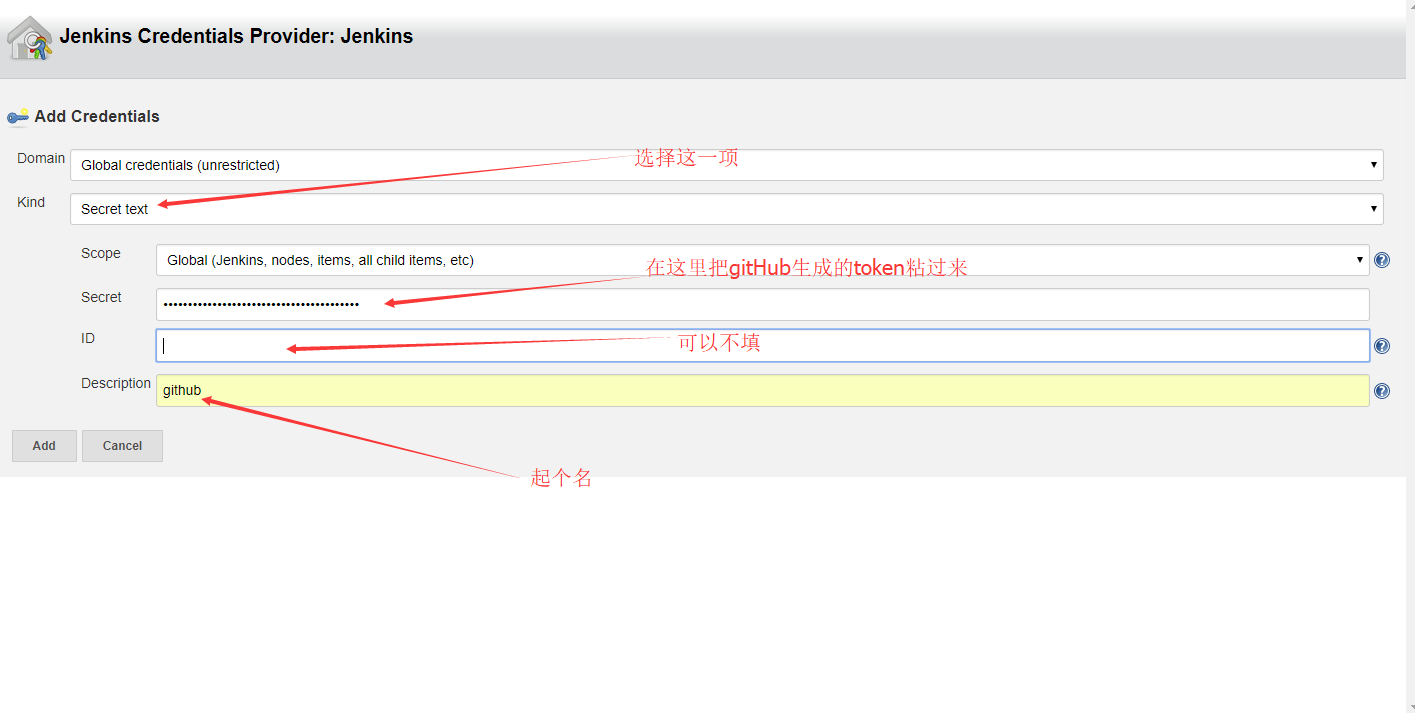 Jenkins Credentials Provider: Jenkins
Add Credentials
Domain
Global credentials (unrestricted)
选择这一项
Kind
Secret text
Scope
Global (Jenkins, nodes, items, all child items, etc)
在这里把gitHub生成的token粘过来
Secret
••••••••••••••••••••••••••••••••••••••••
ID
可以不填
Description
github
Add
Cancel
起个名